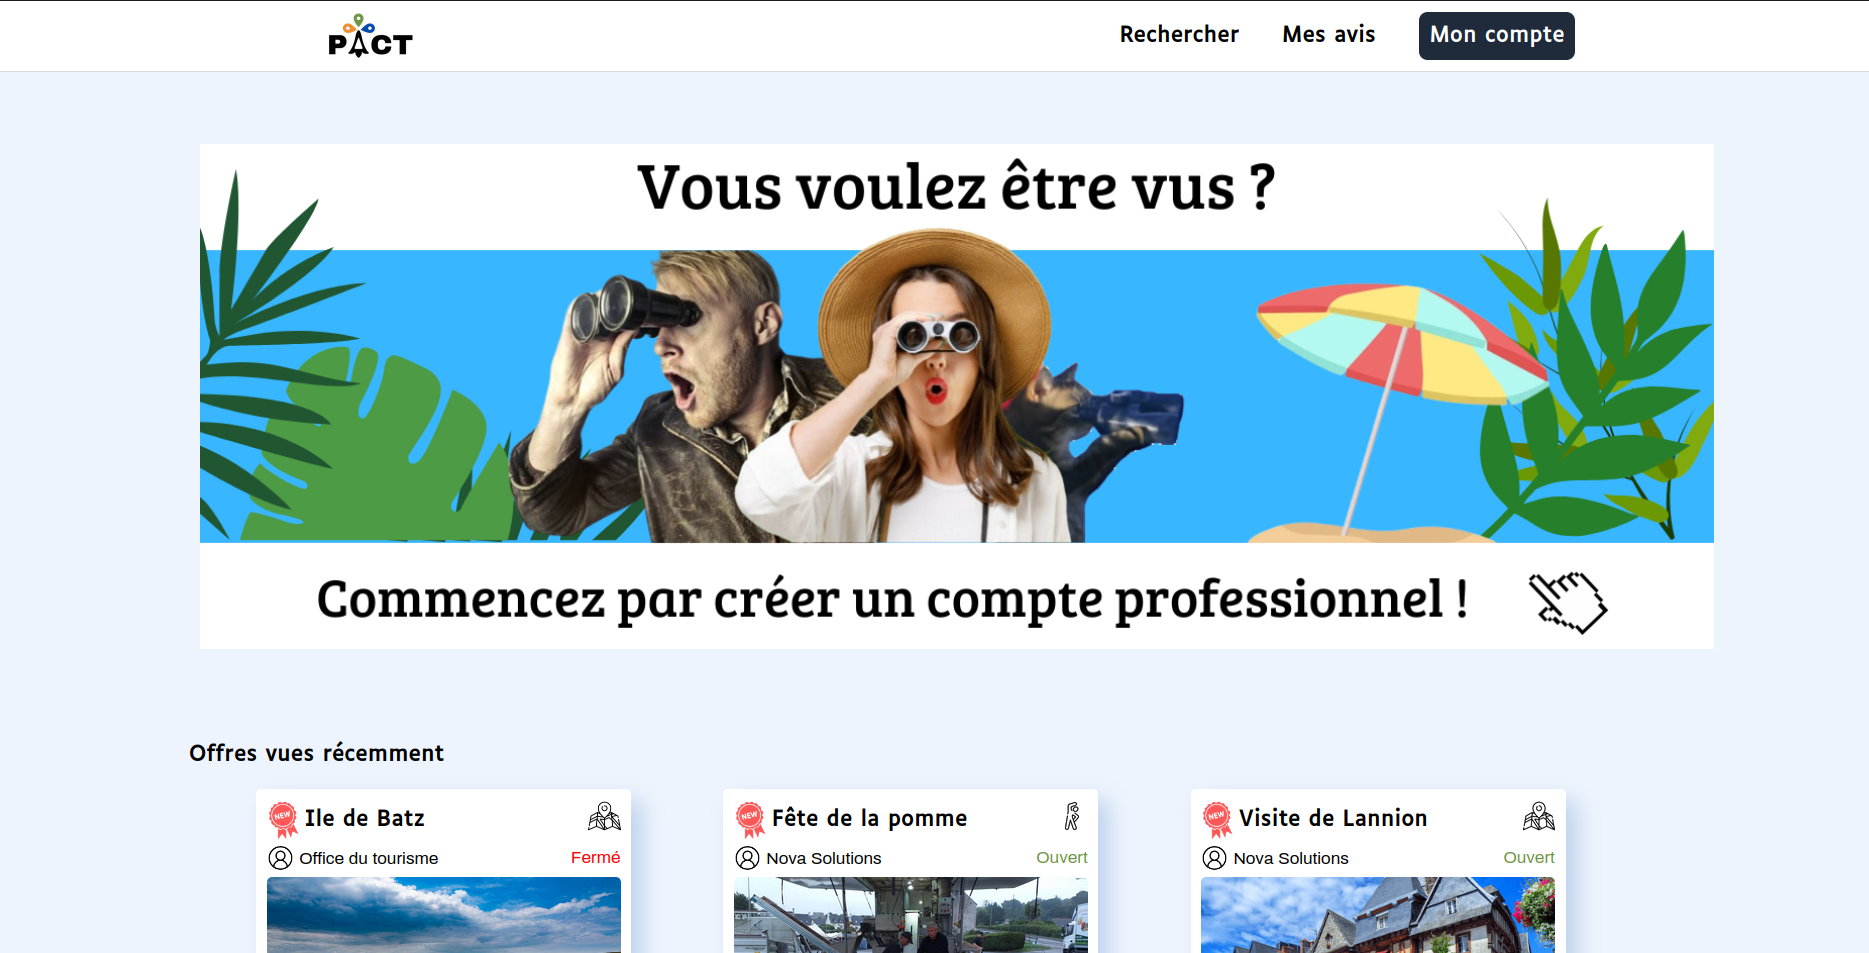 PACT
Rechercher Mes avis Mon compte
Vous voulez être vus ?
Commencez par créer un compte professionnel !
Offres vues récemment
NEW Ile de Batz
Office du tourisme Fermé
NEW Fête de la pomme
Nova Solutions Ouvert
NEW Visite de Lannion
Nova Solutions Ouvert